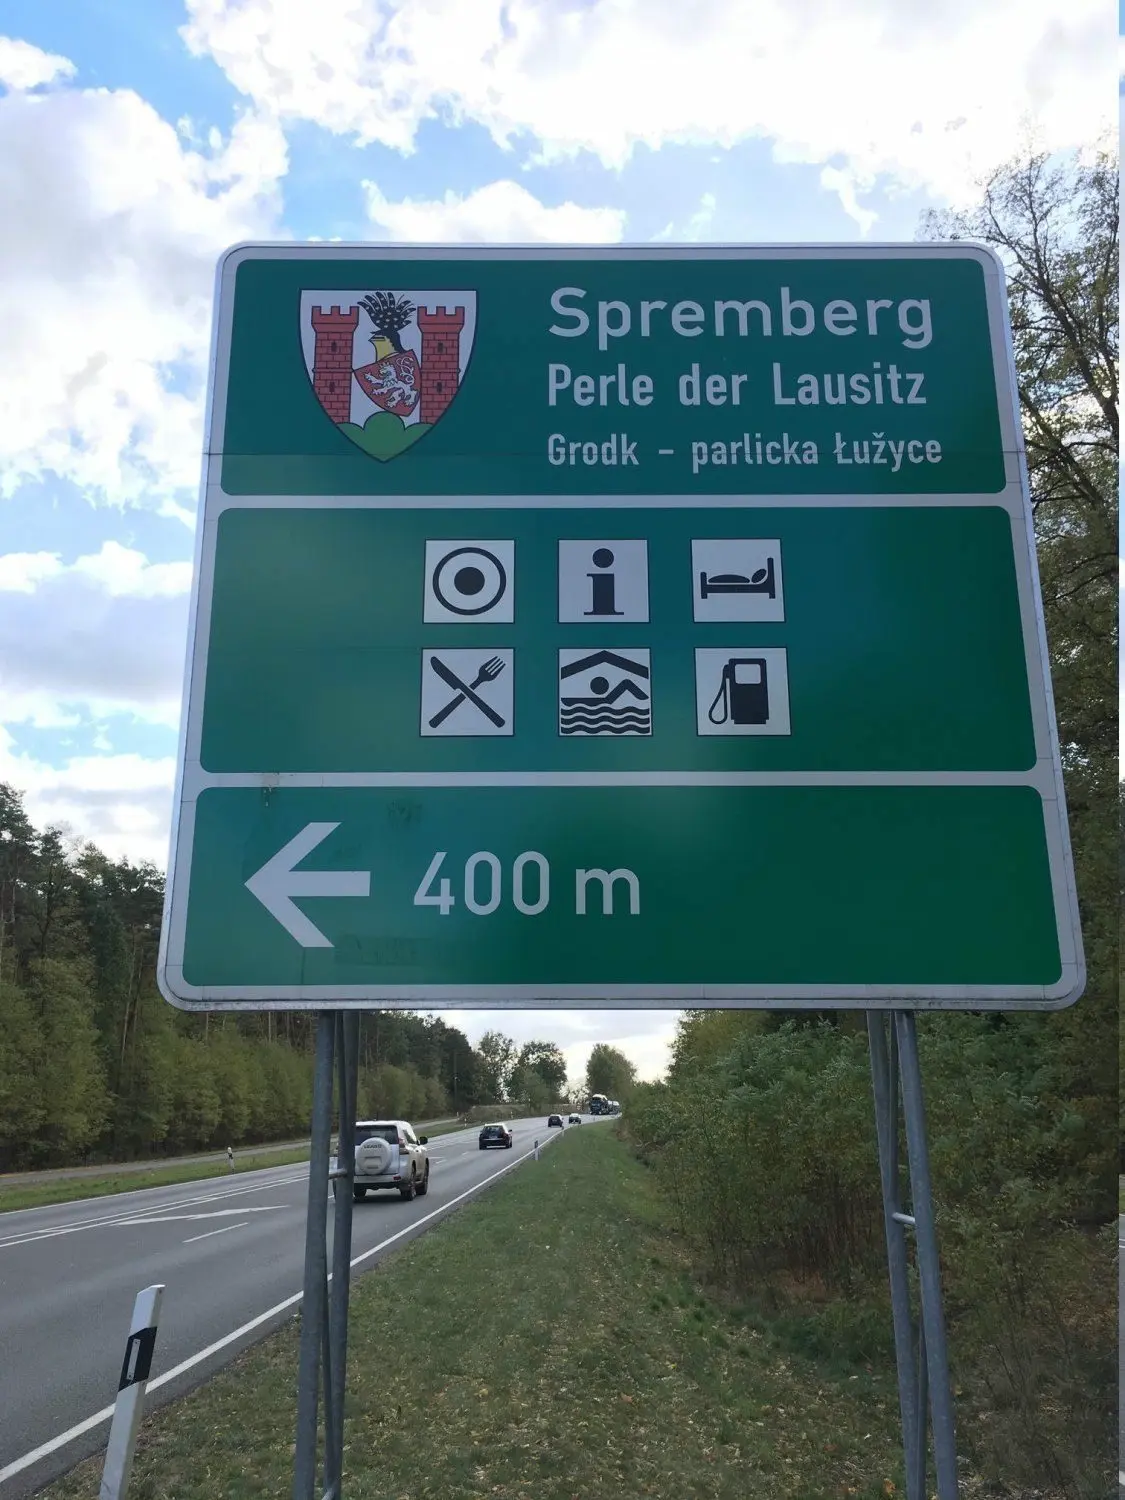 Spremberg
Perle der Lausitz
Grodk - parlicka Łužyce
400 m